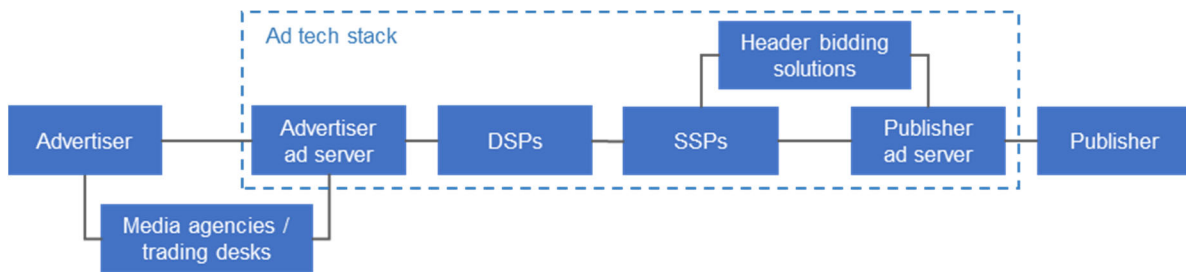 Ad tech stack
Header bidding
solutions
Advertiser
Advertiser
ad server
DSPs
SSPs
Publisher
ad server
Publisher
Media agencies /
trading desks